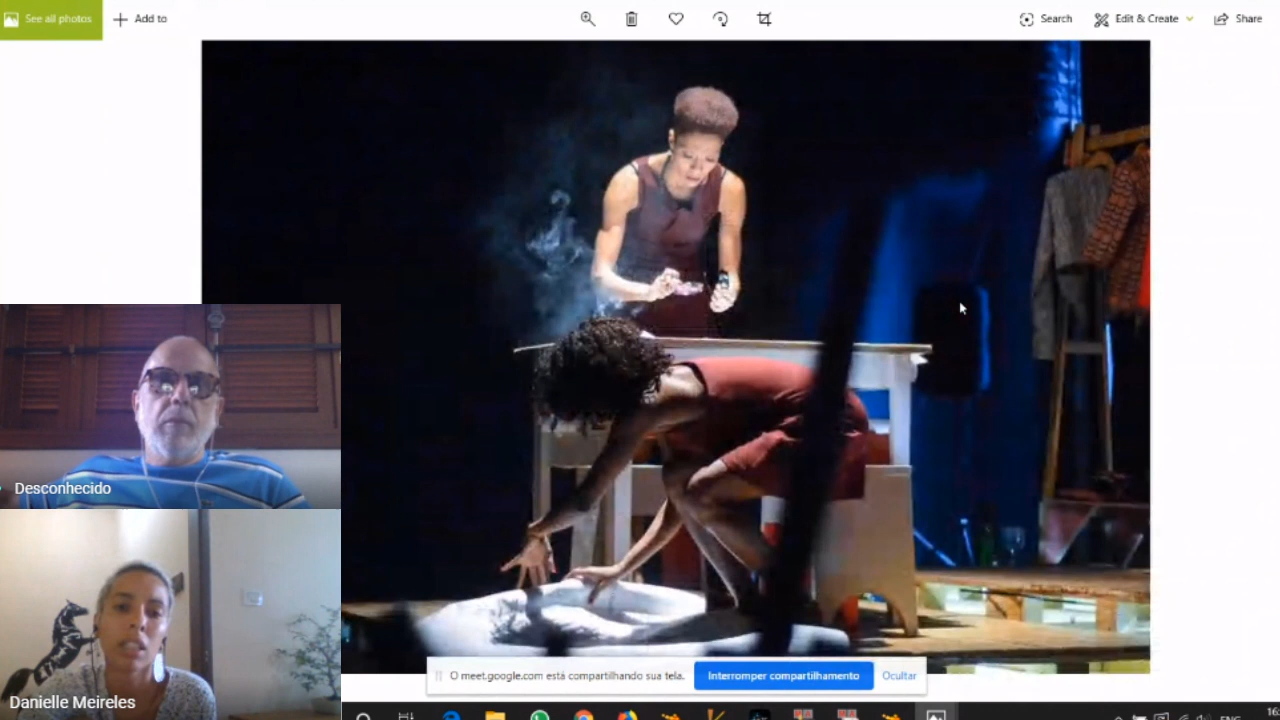 See all photos
Add to
Search
Edit & Create
Share
Desconhecido
Danielle Meireles
O meet.google.com está compartilhando sua tela.
Interromper compartilhamento
Ocultar